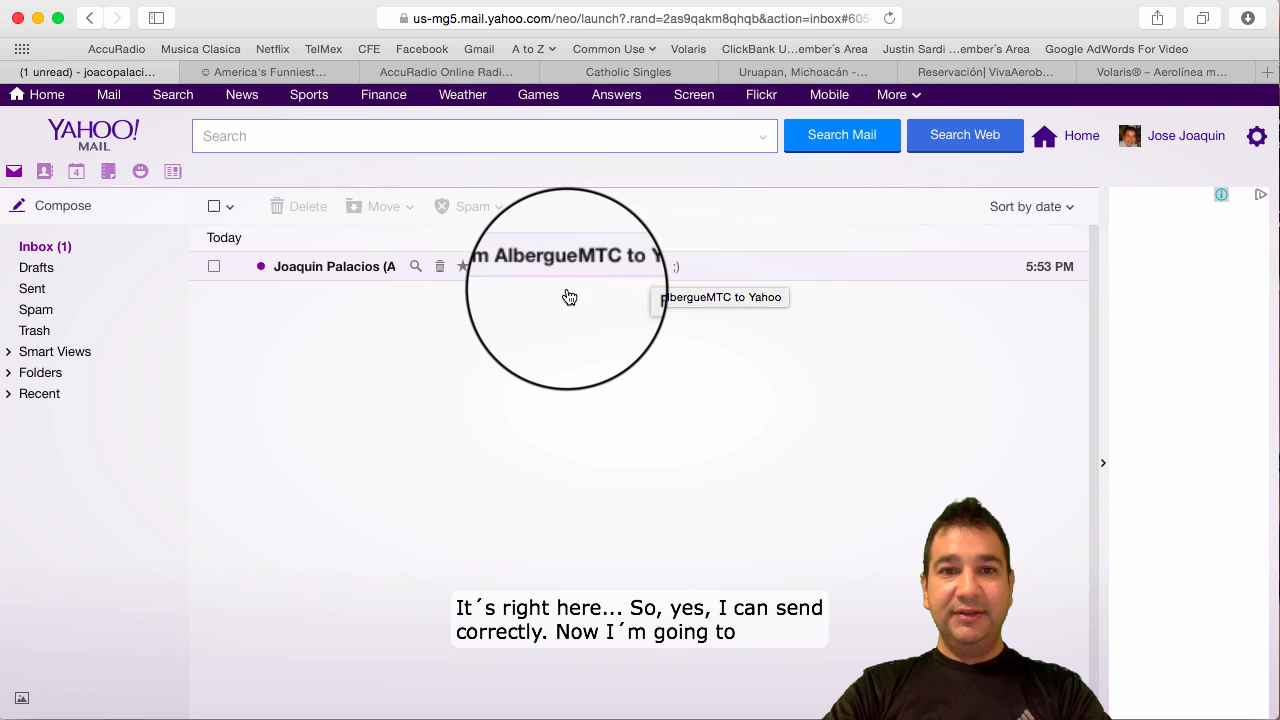 us-mg5.mail.yahoo.com/neo/launch?.rand=2as9qakm8qhqb&action=inbox#605
AccuRadio Musica Clasica Netflix TelMex CFE Facebook Gmail A to Z Common Use Volaris ClickBank U...ember´s Area Justin Sardi ...ember´s Area Google AdWords For Video
(1 unread) - joacopalaci... ☺ America's Funniest... AccuRadio Online Radi... Catholic Singles Uruapan, Michoacán -... Reservación| VivaAerob... Volaris® – Aerolínea m...
Home Mail Search News Sports Finance Weather Games Answers Screen Flickr Mobile More
YAHOO!
MAIL
Search
Search Mail
Search Web
Home
Jose Joaquin
4
Compose
Delete Move Spam
Sort by date
Today
Inbox (1)
Drafts
Sent
Spam
Trash
Smart Views
Folders
Recent
Joaquin Palacios (A
m AlbergueMTC to Y
;)
5:53 PM
lbergueMTC to Yahoo
It´s right here... So, yes, I can send
correctly. Now I´m going to